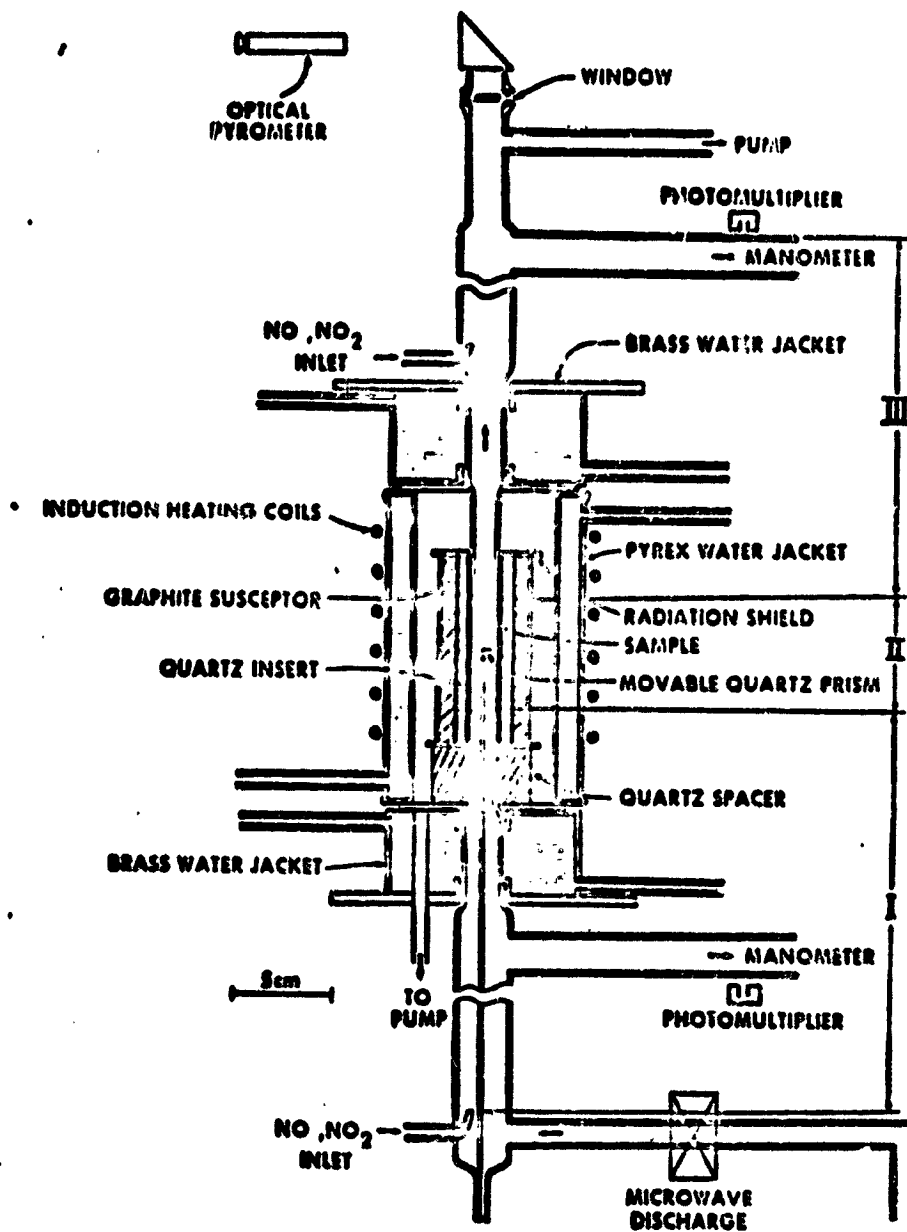 OPTICAL
PYROMETER
WINDOW
PUMP
PHOTOMULTIPLIER
MANOMETER
NO ,NO2
INLET
BRASS WATER JACKET
III
INDUCTION HEATING COILS
PYREX WATER JACKET
GRAPHITE SUSCEPTOR
RADIATION SHIELD
SAMPLE
II
QUARTZ INSERT
MOVABLE QUARTZ PRISM
QUARTZ SPACER
BRASS WATER JACKET
I
MANOMETER
5cm
TO
PUMP
PHOTOMULTIPLIER
NO ,NO2
INLET
MICROWAVE
DISCHARGE